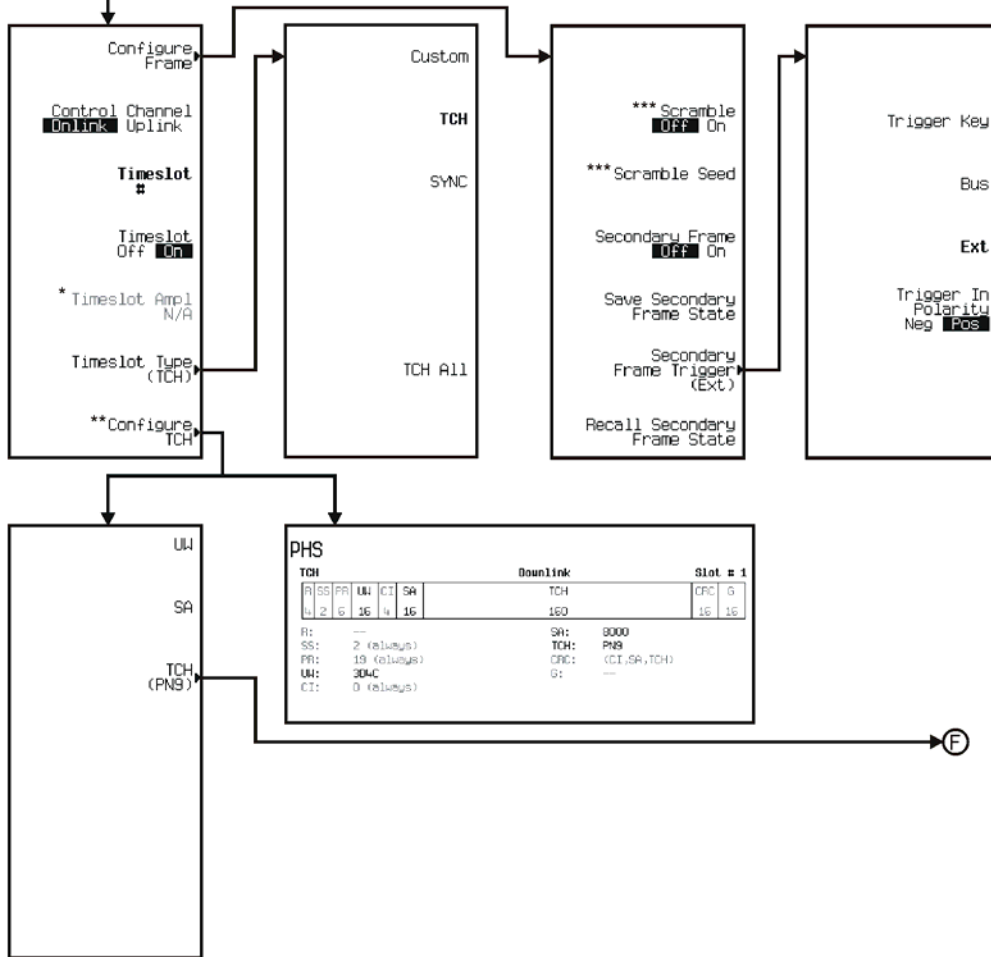 Configure
Frame
Control Channel
Dnlink Uplink
Timeslot
#
Timeslot
Off On
* Timeslot Ampl
N/A
Timeslot Type
(TCH)
**Configure
TCH
Custom
TCH
SYNC
TCH All
***Scramble
Off On
***Scramble Seed
Secondary Frame
Off On
Save Secondary
Frame State
Secondary
Frame Trigger
(Ext)
Recall Secondary
Frame State
Trigger Key
Bus
Ext
Trigger In
Polarity
Neg Pos
UW
SA
TCH
(PN9)
PHS
TCH Downlink Slot # 1
R SS PR UW CI SA TCH CRC G
4 2 6 16 4 16 160 16 16
R: -- SA: 8000
SS: 2 (always) TCH: PN9
PR: 19 (always) CRC: (CI,SA,TCH)
UW: 3D4C G: --
CI: 0 (always)
F